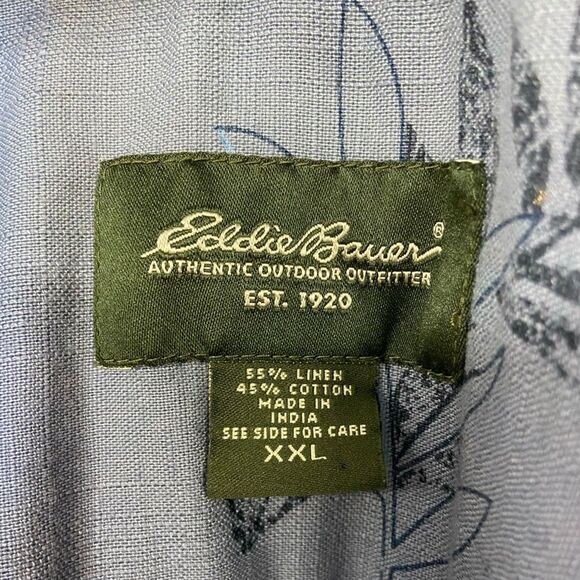 Eddie Bauer®
AUTHENTIC OUTDOOR OUTFITTER
EST. 1920
55% LINEN
45% COTTON
MADE IN
INDIA
SEE SIDE FOR CARE
XXL